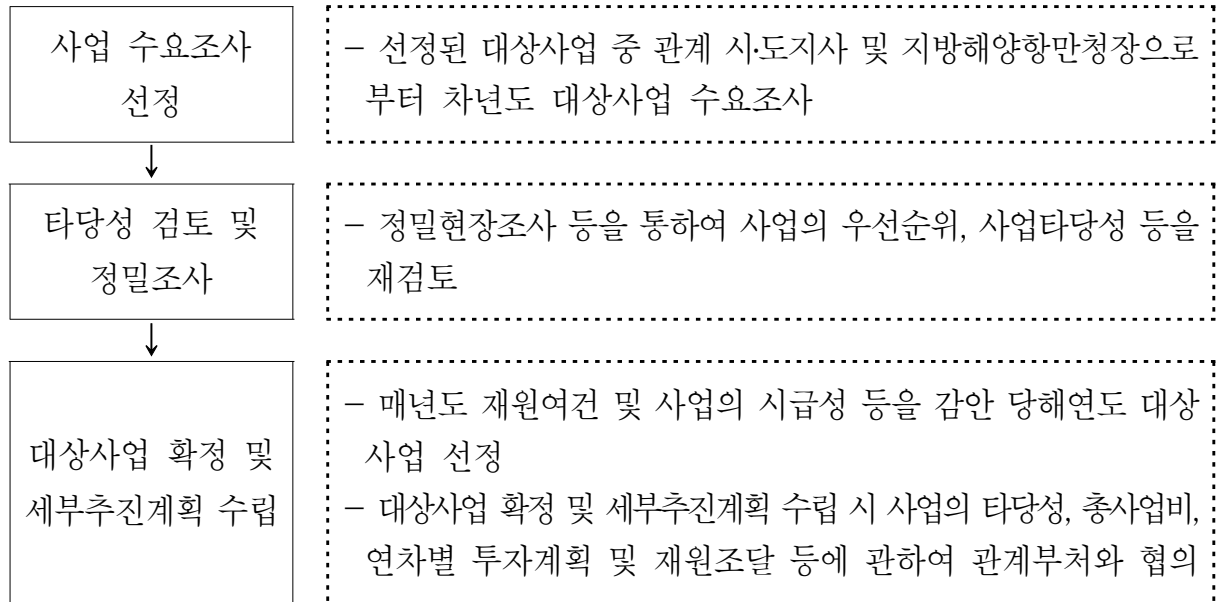 사업 수요조사
선정
– 선정된 대상사업 중 관계 시·도지사 및 지방해양항만청장으로
부터 차년도 대상사업 수요조사
타당성 검토 및
정밀조사
– 정밀현장조사 등을 통하여 사업의 우선순위, 사업타당성 등을
재검토
대상사업 확정 및
세부추진계획 수립
– 매년도 재원여건 및 사업의 시급성 등을 감안 당해연도 대상
사업 선정
– 대상사업 확정 및 세부추진계획 수립 시 사업의 타당성, 총사업비,
연차별 투자계획 및 재원조달 등에 관하여 관계부처와 협의